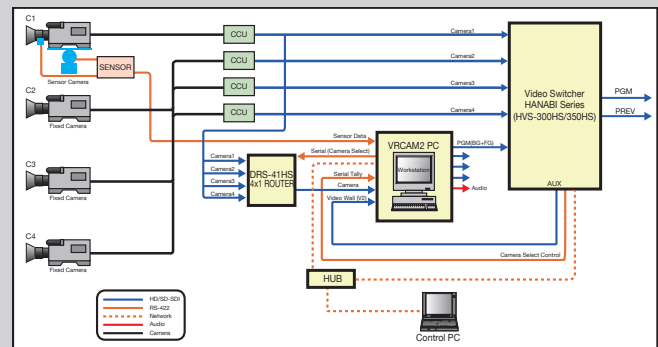 C1
Sensor Camera
SENSOR
C2
Fixed Camera
C3
Fixed Camera
C4
Fixed Camera
CCU
CCU
CCU
CCU
Camera1
Camera2
Camera3
Camera4
Video Switcher
HANABI Series
(HVS-300HS/350HS)
AUX
PGM
PREV
Sensor Data
Serial (Camera Select)
Serial Tally
Camera
Video Wall (V2)
Camera1
Camera2
Camera3
Camera4
DRS-41HS
4x1 ROUTER
VRCAM2 PC
Workstation
PGM(BG+FG)
Audio
Camera Select Control
HUB
Control PC
HD/SD-SDI
RS-422
Network
Audio
Camera